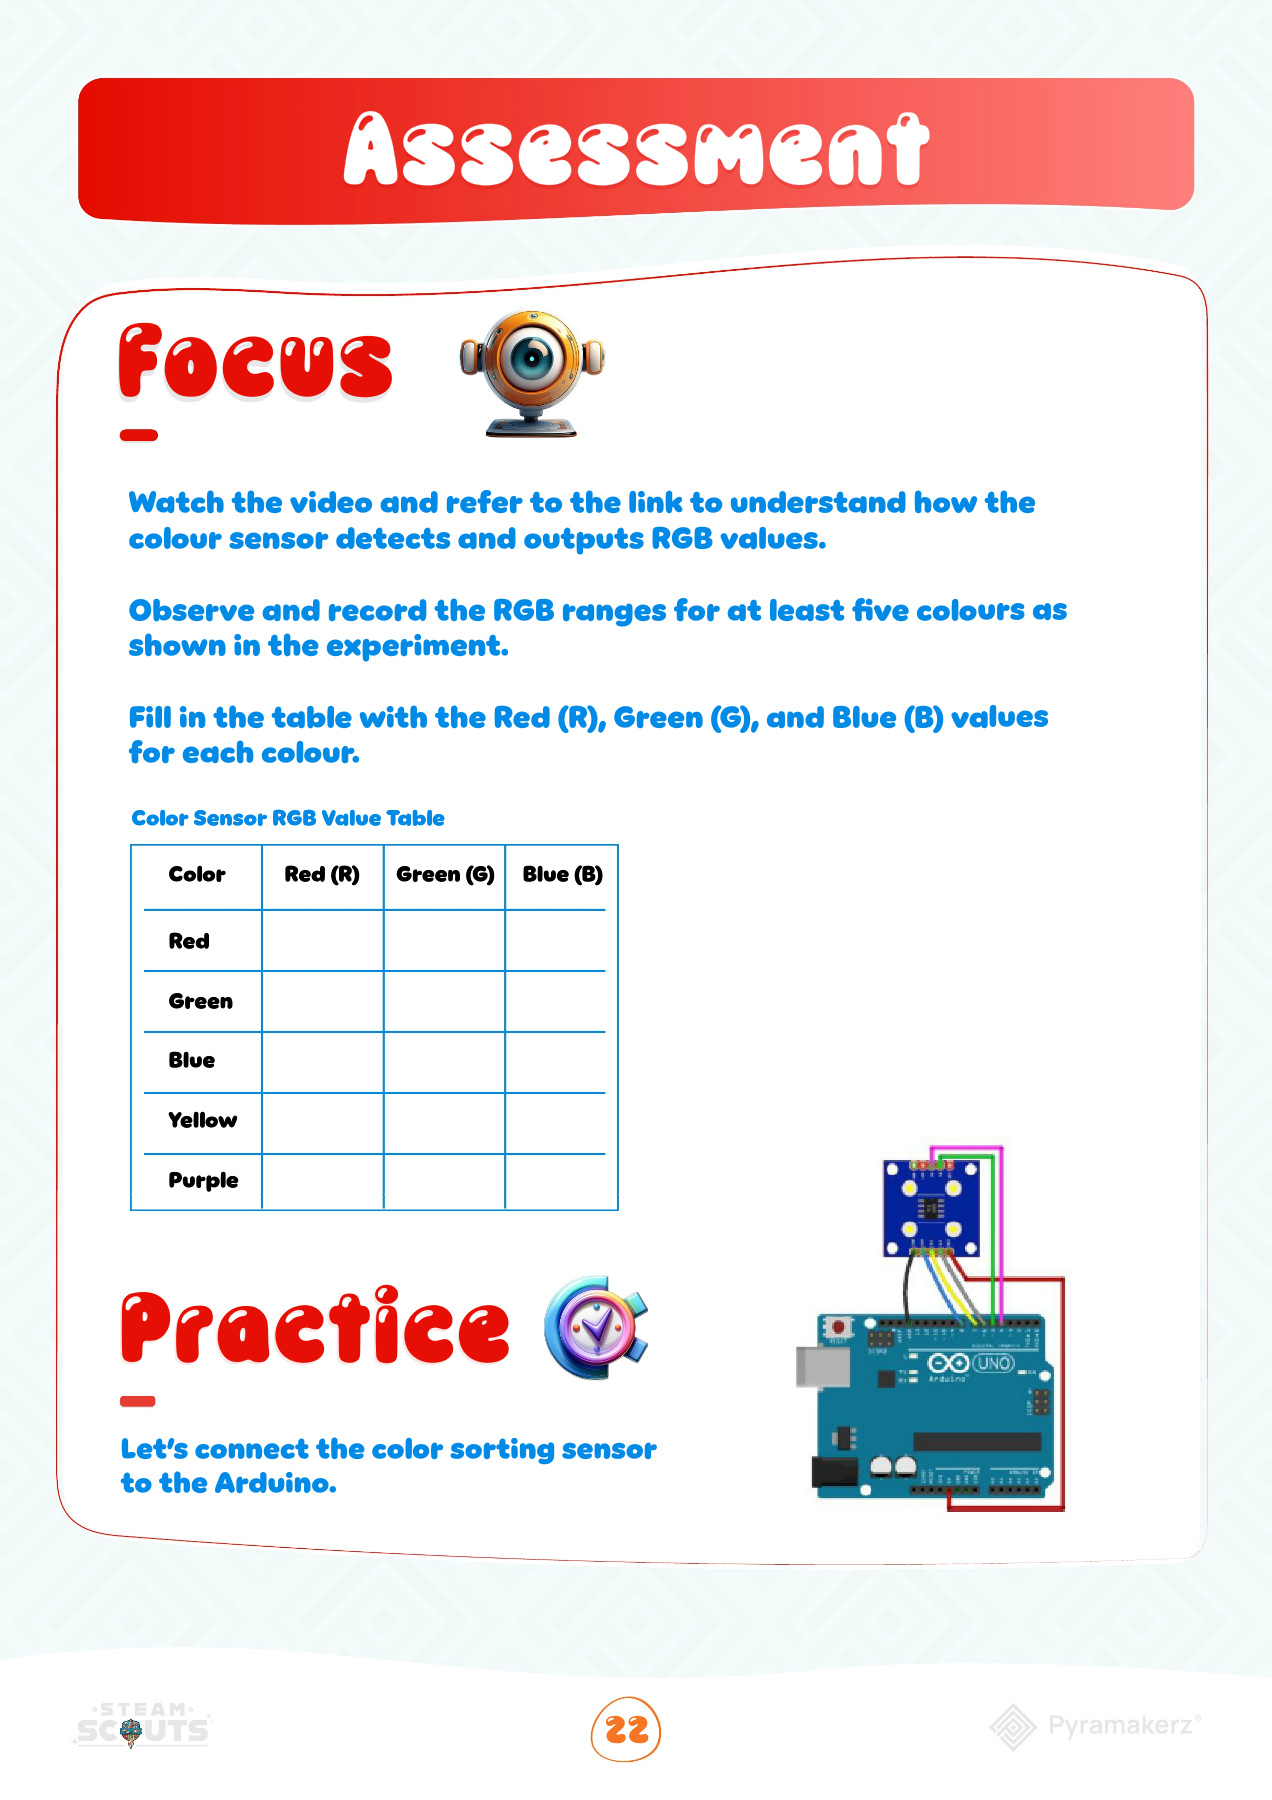 Assessment
Focus
Watch the video and refer to the link to understand how the
colour sensor detects and outputs RGB values.
Observe and record the RGB ranges for at least five colours as
shown in the experiment.
Fill in the table with the Red (R), Green (G), and Blue (B) values
for each colour.
Color Sensor RGB Value Table
Color Red (R) Green (G) Blue (B)
Red
Green
Blue
Yellow
Purple
Practice
Let's connect the color sorting sensor
to the Arduino.
UNO
Arduino
STEAM
SCOUTS
22
Pyramakerz